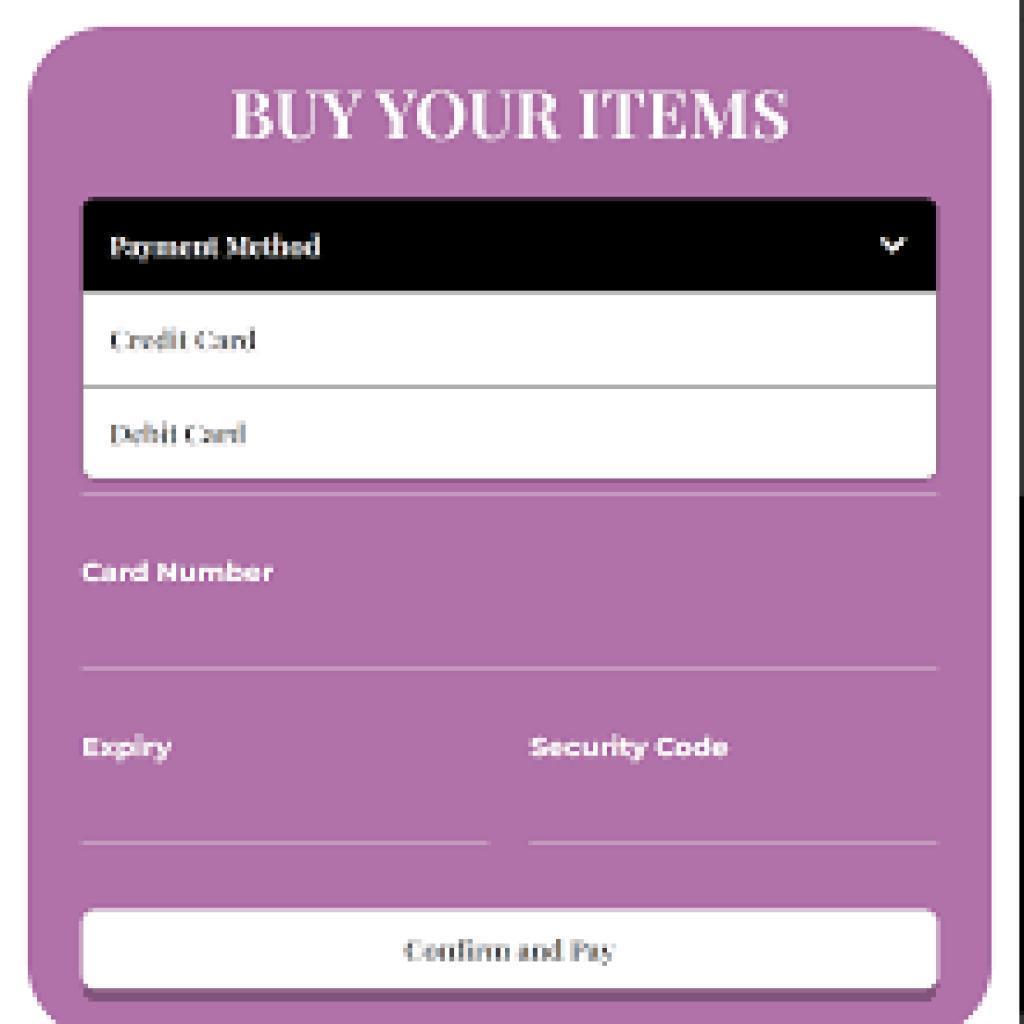 BUY YOUR ITEMS
Payment Method
Credit Card
Debit Card
Card Number
Expiry Security Code
Confirm and Pay